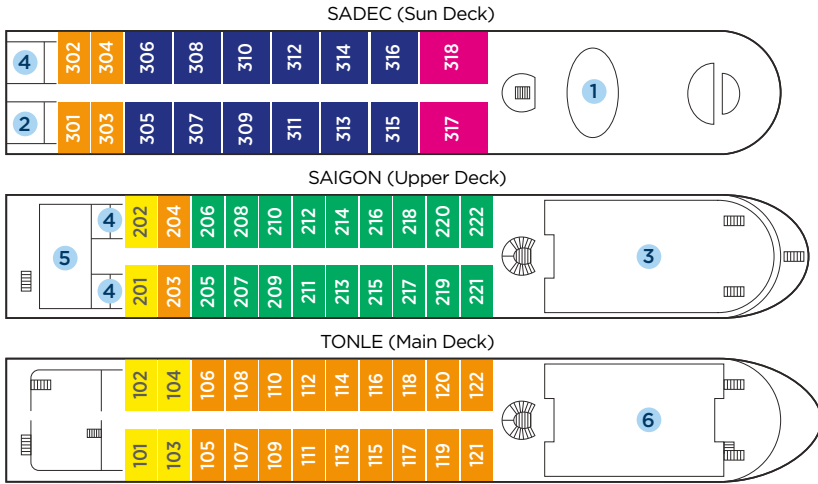 SADEC (Sun Deck)
4 302 304 306 308 310 312 314 316 318
1
2 301 303 305 307 309 311 313 315 317
SAIGON (Upper Deck)
4 202 204 206 208 210 212 214 216 218 220 222
5 3
4 201 203 205 207 209 211 213 215 217 219 221
TONLE (Main Deck)
102 104 106 108 110 112 114 116 118 120 122
6
101 103 105 107 109 111 113 115 117 119 121